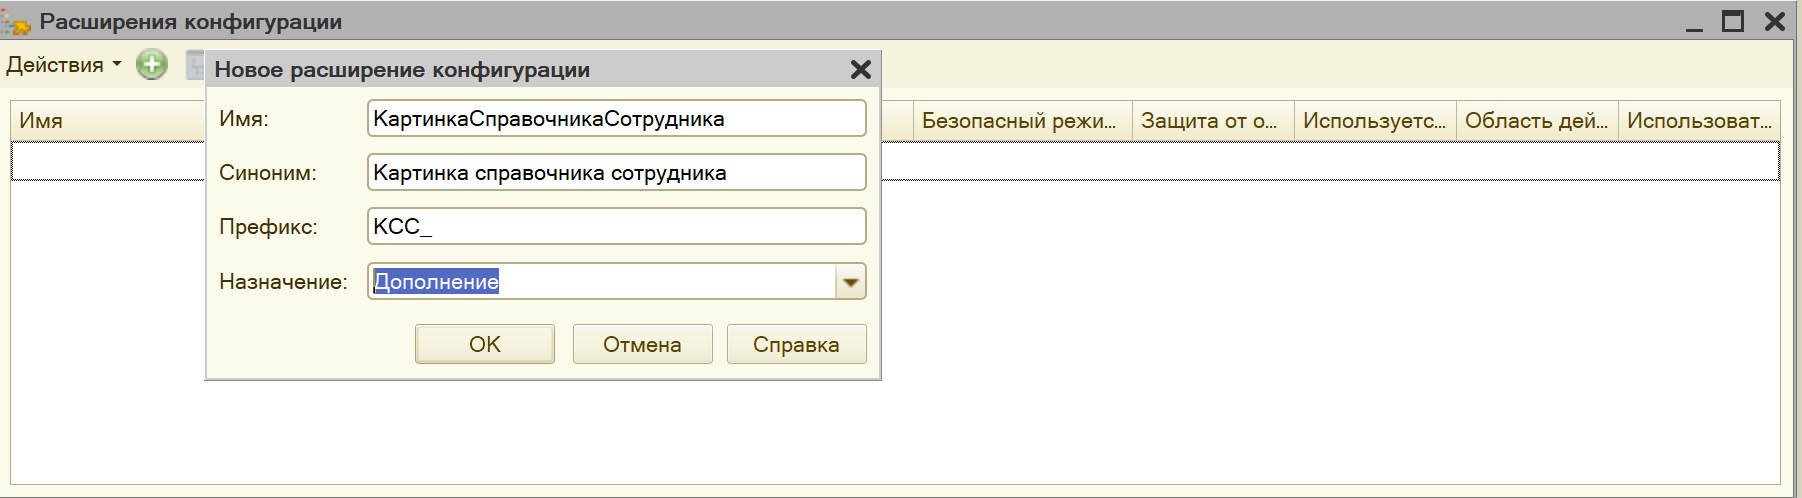 Расширения конфигурации
Действия
Новое расширение конфигурации
Имя
Имя: КартинкаСправочникаСотрудника
Безопасный режи... Защита от о... Используетс... Область дей... Использоват...
Синоним: Картинка справочника сотрудника
Префикс: КСС_
Назначение: Дополнение
ОК Отмена Справка